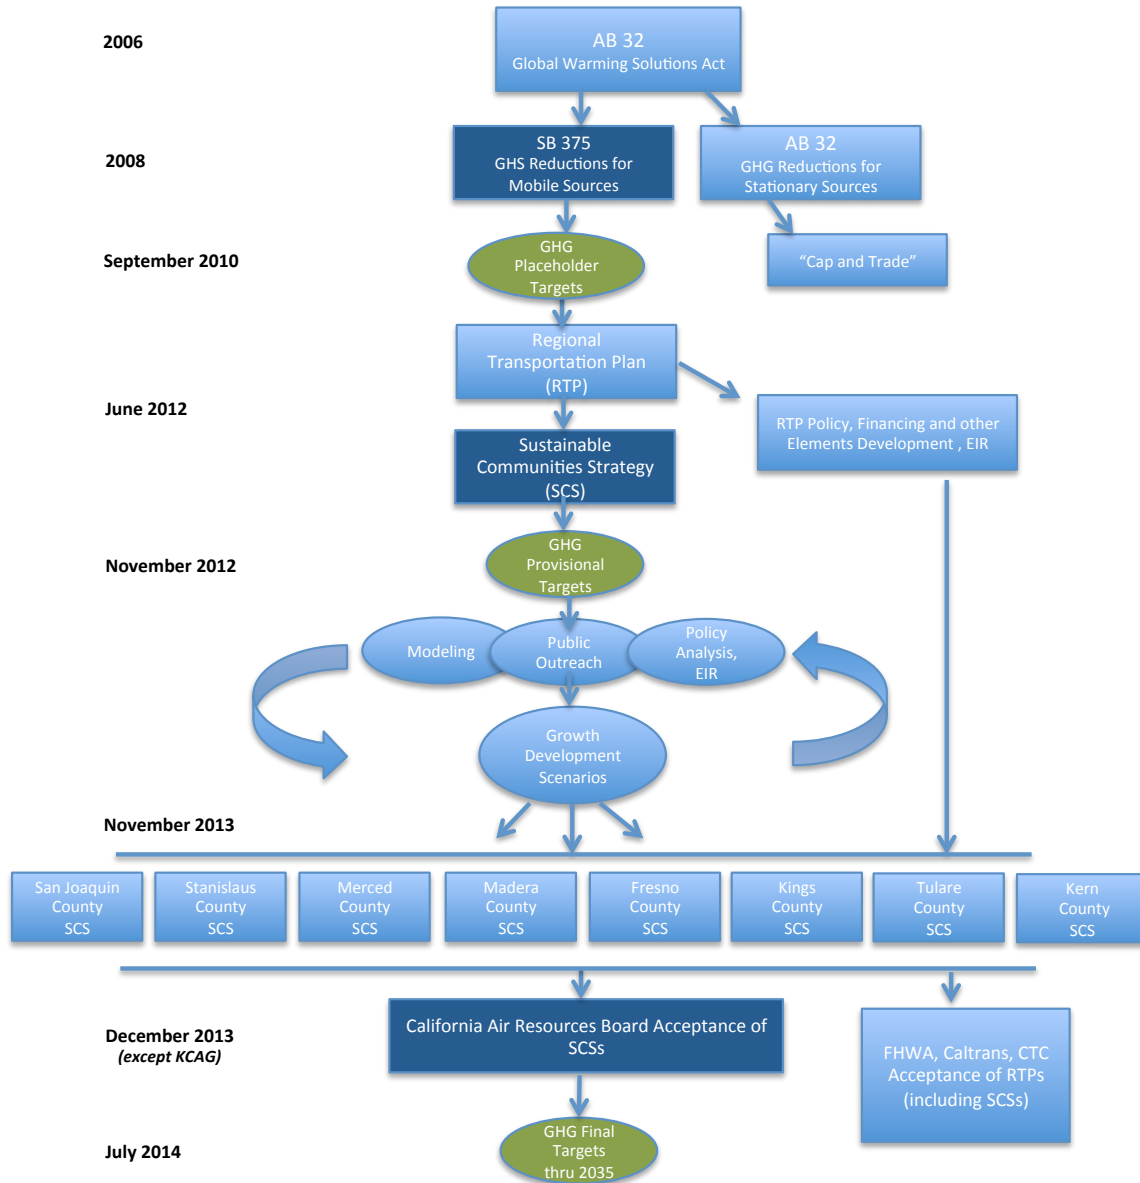 2006
AB 32
Global Warming Solutions Act
2008
SB 375
GHS Reductions for
Mobile Sources
AB 32
GHG Reductions for
Stationary Sources
September 2010
GHG
Placeholder
Targets
“Cap and Trade”
Regional
Transportation Plan
(RTP)
June 2012
RTP Policy, Financing and other
Elements Development , EIR
Sustainable
Communities Strategy
(SCS)
November 2012
GHG
Provisional
Targets
Modeling
Public
Outreach
Policy
Analysis,
EIR
Growth
Development
Scenarios
November 2013
San Joaquin
County
SCS
Stanislaus
County
SCS
Merced
County
SCS
Madera
County
SCS
Fresno
County
SCS
Kings
County
SCS
Tulare
County
SCS
Kern
County
SCS
December 2013
(except KCAG)
California Air Resources Board Acceptance of
SCSs
FHWA, Caltrans, CTC
Acceptance of RTPs
(including SCSs)
July 2014
GHG Final
Targets
thru 2035